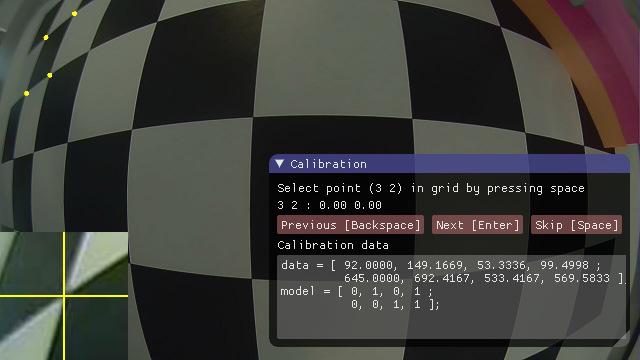 ▼ Calibration
Select point (3 2) in grid by pressing space
3 2 : 0.00 0.00
Previous [Backspace] Next [Enter] Skip [Space]
Calibration data
data = [ 92.0000, 149.1669, 53.3336, 99.4998 ;
645.0000, 692.4167, 533.4167, 569.5833 ]
model = [ 0, 1, 0, 1 ;
0, 0, 1, 1 ];